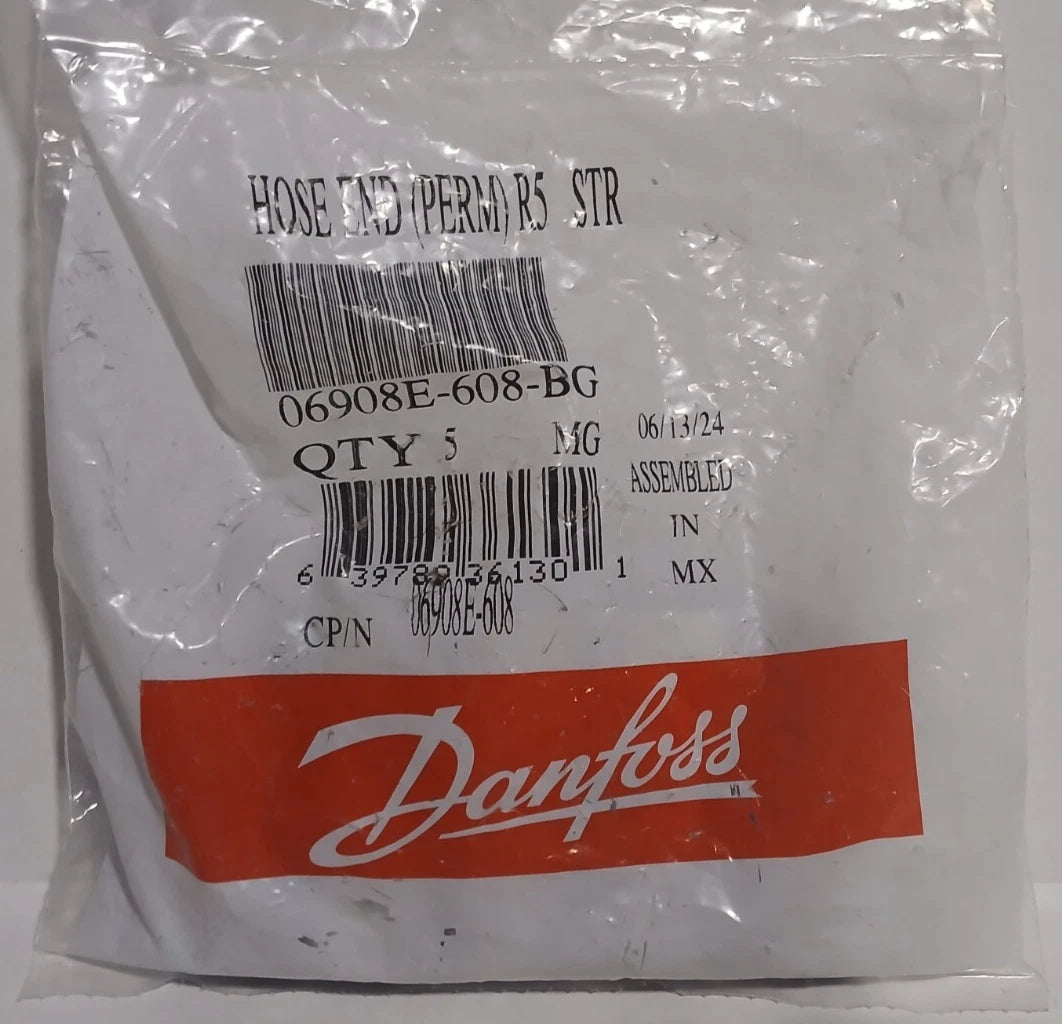 HOSE END (PERM) R5 STR
06908E-608-BG
QTY 5 MG 06/13/24
ASSEMBLED
IN
MX
6 39788 36130 1
CP/N 06908E-608
Danfoss